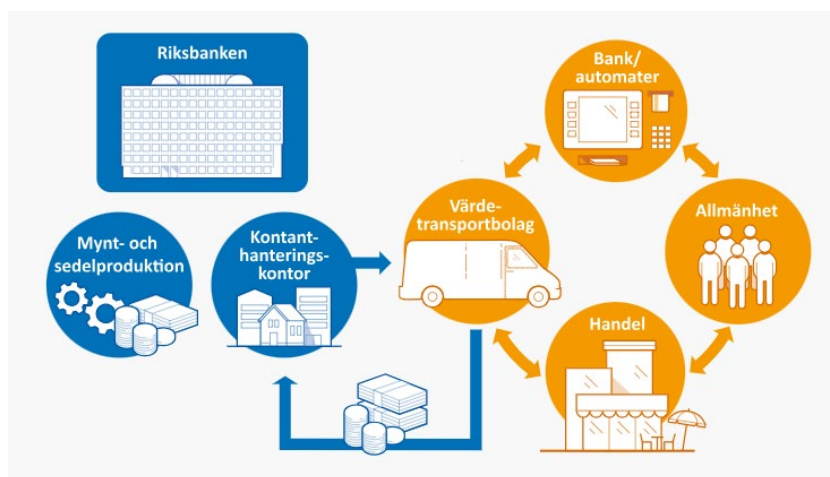 Riksbanken
Bank/
automater
Värde-
transportbolag
Allmänhet
Mynt- och
sedelproduktion
Kontant-
hanterings-
kontor
Handel